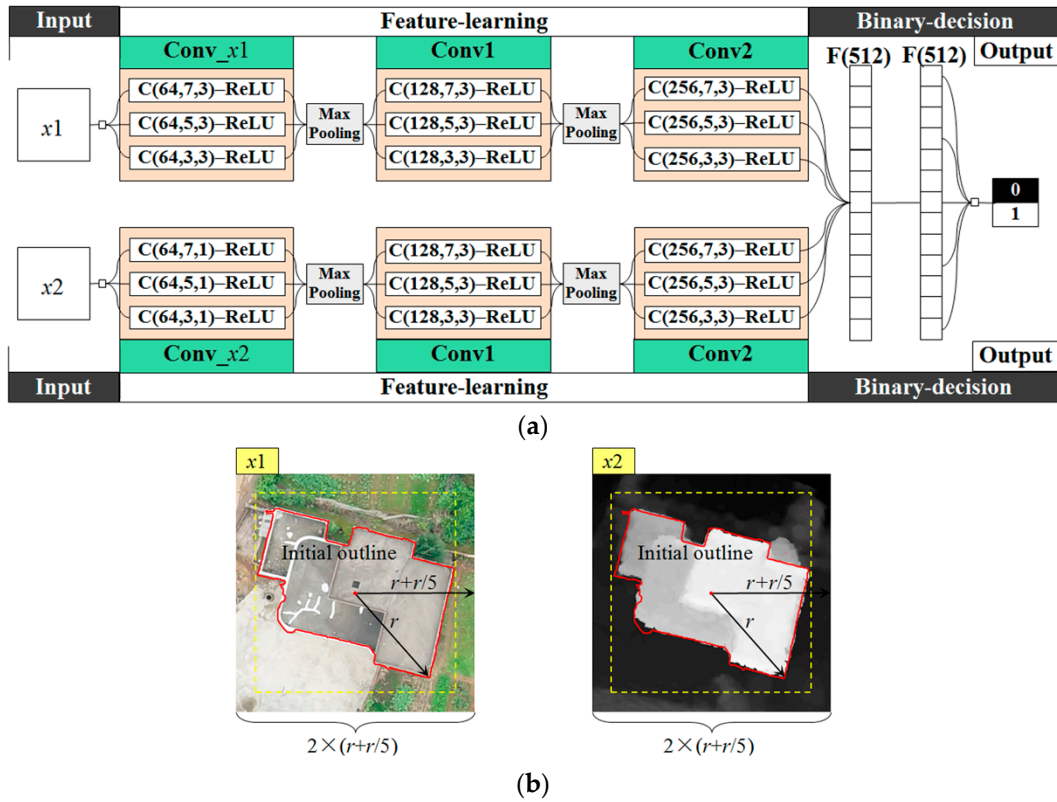 Input Feature-learning Binary-decision
Conv_x1 Conv1 Conv2 F(512) F(512) Output
x1
C(64,7,3)–ReLU
C(64,5,3)–ReLU
C(64,3,3)–ReLU
Max
Pooling
C(128,7,3)–ReLU
C(128,5,3)–ReLU
C(128,3,3)–ReLU
Max
Pooling
C(256,7,3)–ReLU
C(256,5,3)–ReLU
C(256,3,3)–ReLU
0
1
x2
C(64,7,1)–ReLU
C(64,5,1)–ReLU
C(64,3,1)–ReLU
Max
Pooling
C(128,7,3)–ReLU
C(128,5,3)–ReLU
C(128,3,3)–ReLU
Max
Pooling
C(256,7,3)–ReLU
C(256,5,3)–ReLU
C(256,3,3)–ReLU
Conv_x2 Conv1 Conv2 Output
Input Feature-learning Binary-decision
(a)
x1
Initial outline
r+r/5
r
2×(r+r/5)
x2
Initial outline
r+r/5
r
2×(r+r/5)
(b)